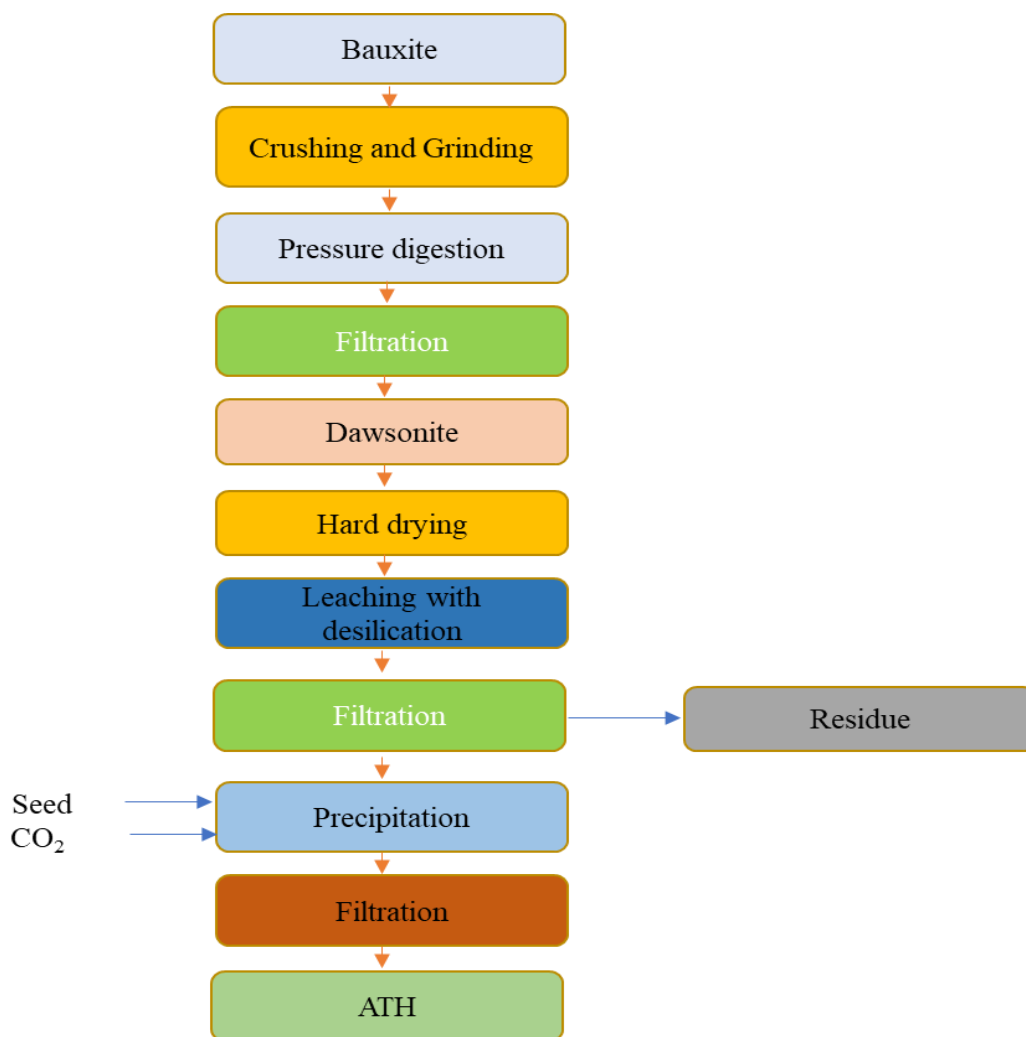 Bauxite
Crushing and Grinding
Pressure digestion
Filtration
Dawsonite
Hard drying
Leaching with
desilication
Filtration
Residue
Seed
CO₂
Precipitation
Filtration
ATH